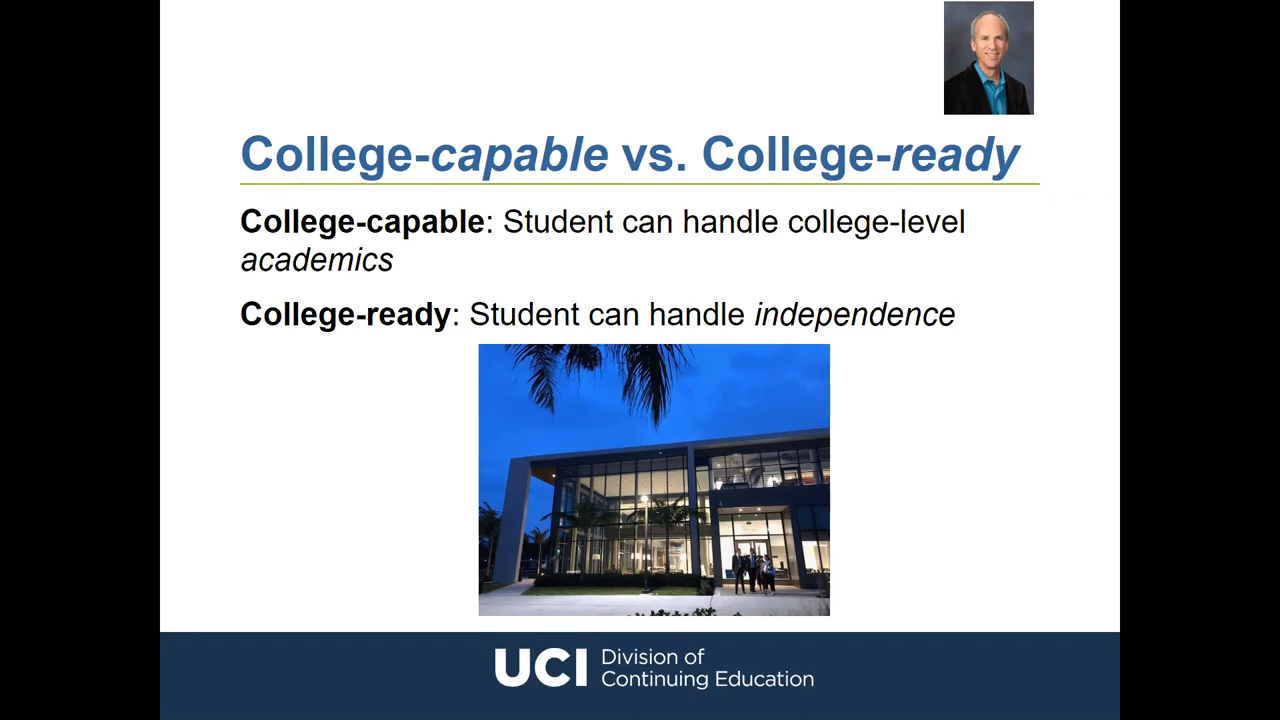 College-capable vs. College-ready
College-capable: Student can handle college-level
academics
College-ready: Student can handle independence
UCI Division of
Continuing Education